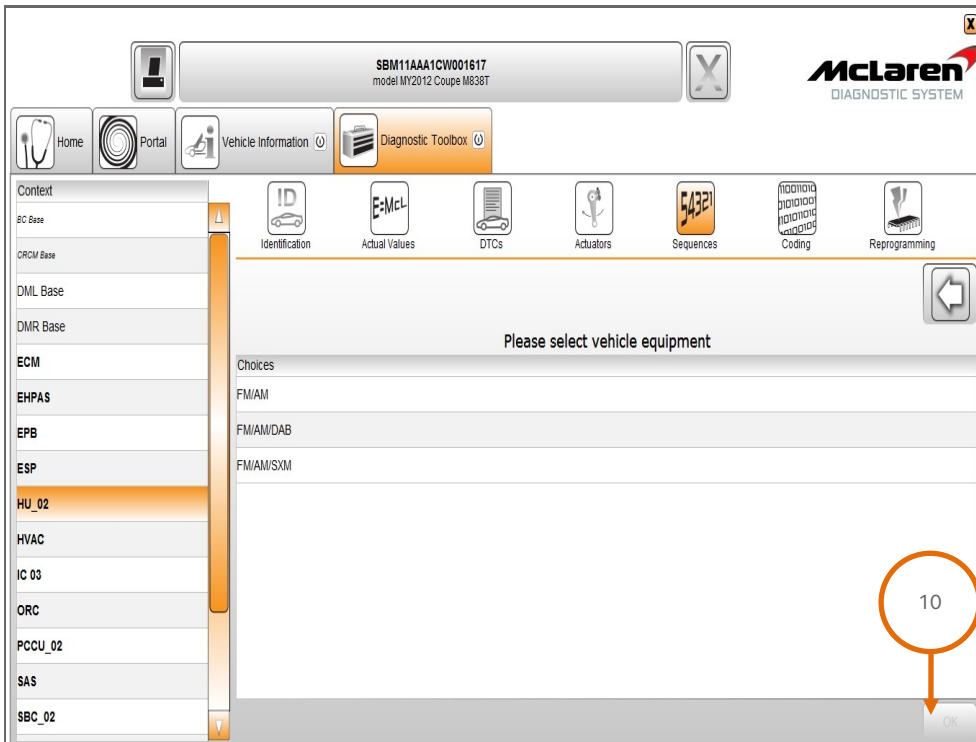 X
SBM11AAA1CW001617
model MY2012 Coupe M838T
X
McLaren
DIAGNOSTIC SYSTEM
Home
Portal
Vehicle Information
Diagnostic Toolbox
Context
BC Base
CRCM Base
DML Base
DMR Base
ECM
EHPAS
EPB
ESP
HU_02
HVAC
IC 03
ORC
PCCU_02
SAS
SBC_02
ID
Identification
E=McL
Actual Values
DTCs
Actuators
54321
Sequences
Coding
Reprogramming
Please select vehicle equipment
Choices
FM/AM
FM/AM/DAB
FM/AM/SXM
10
OK